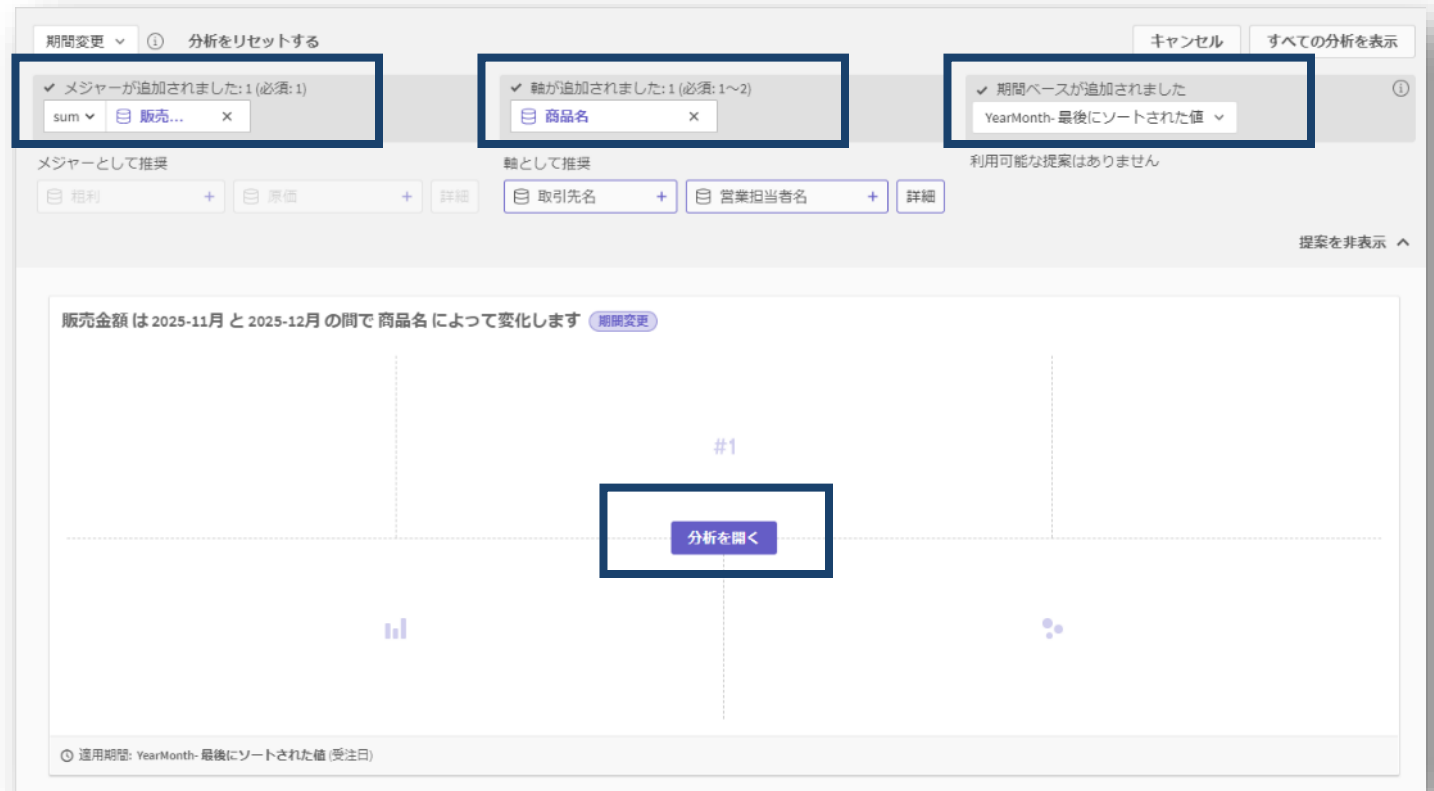 期間変更 分析をリセットする キャンセル すべての分析を表示
メジャーが追加されました: 1 (必須: 1)
sum 販売... ×
軸が追加されました: 1 (必須: 1～2)
商品名 ×
期間ベースが追加されました
YearMonth- 最後にソートされた値
メジャーとして推奨
粗利 + 原価 + 詳細
軸として推奨
取引先名 + 営業担当者名 + 詳細
利用可能な提案はありません
提案を非表示
販売金額 は 2025-11月 と 2025-12月 の間で 商品名 によって変化します 期間変更
#1
分析を開く
適用期間: YearMonth- 最後にソートされた値 (受注日)